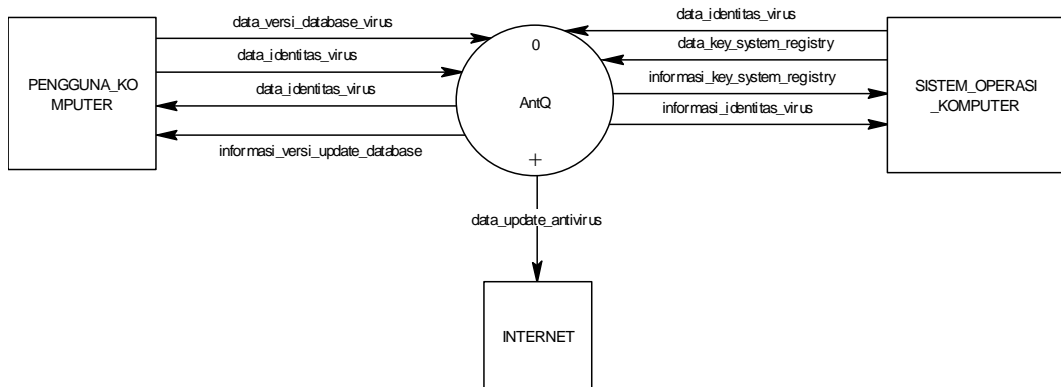 data_versi_database_virus
data_identitas_virus
data_identitas_virus
informasi_versi_update_database
PENGGUNA_KO
MPUTER
0
AntQ
+
data_identitas_virus
data_key_system_registry
informasi_key_system_registry
informasi_identitas_virus
SISTEM_OPERASI
_KOMPUTER
data_update_antivirus
INTERNET